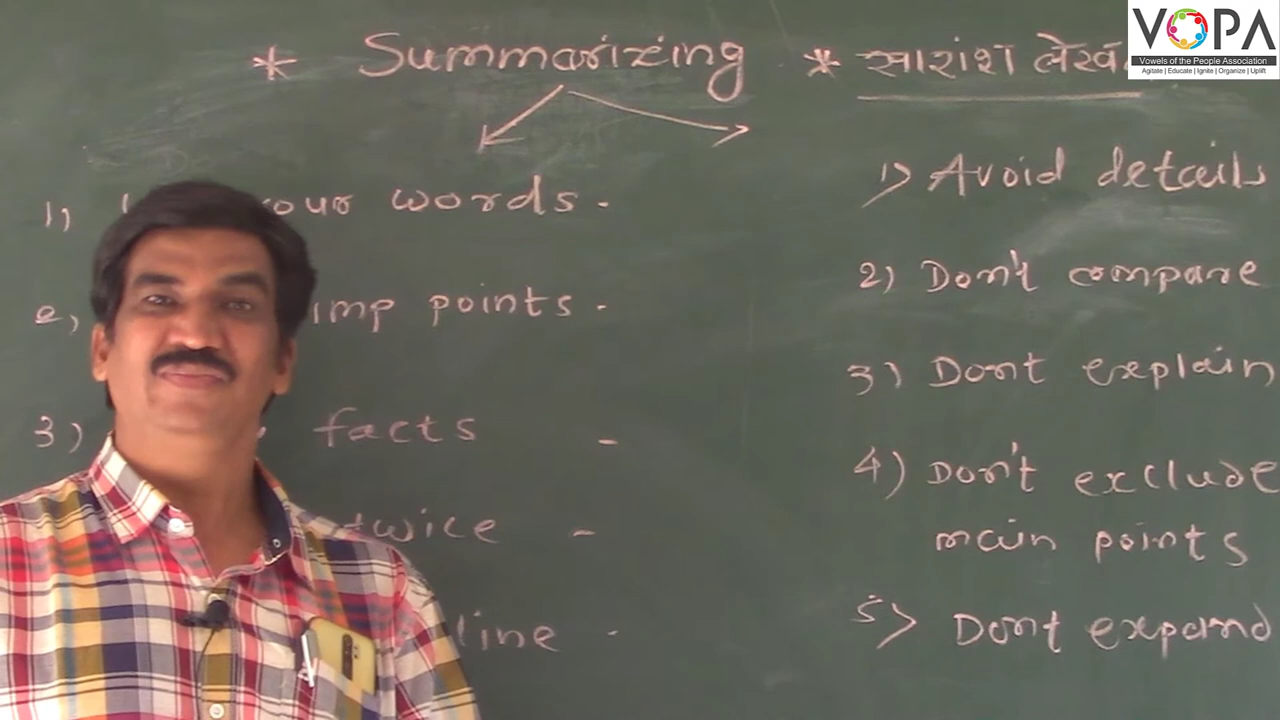 * Summarizing * सारांश लेखन
VOPA
Vowels of the People Association
Agitate | Educate | Ignite | Organize | Uplift
1) your words.
2) imp points.
3) facts -
twice -
line -
1) Avoid details
2) Don't compare
3) Dont explain
4) Don't exclude
main points
5) Dont expand